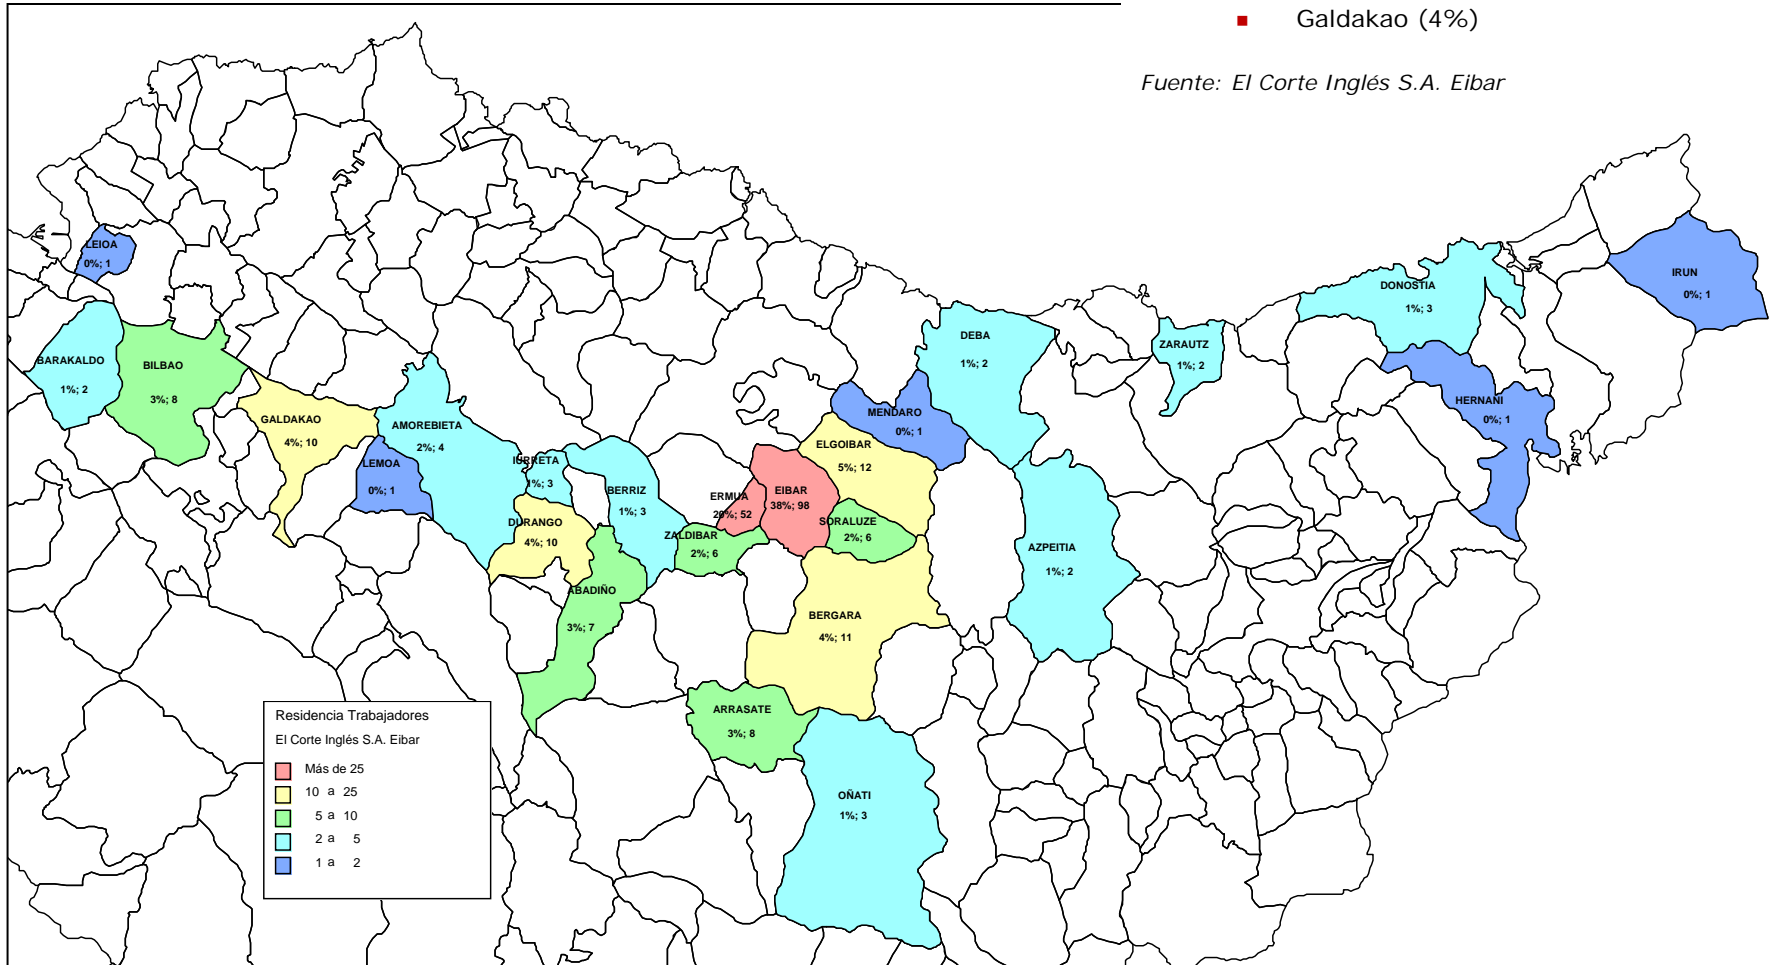 ▪ Galdakao (4%)
Fuente: El Corte Inglés S.A. Eibar
LEIOA
0%; 1
IRUN
0%; 1
DONOSTIA
1%; 3
BARAKALDO
1%; 2
BILBAO
3%; 8
DEBA
1%; 2
ZARAUTZ
1%; 2
GALDAKAO
4%; 10
AMOREBIETA
2%; 4
MENDARO
0%; 1
HERNANI
0%; 1
LEMOA
0%; 1
IURRETA
1%; 3
ELGOIBAR
5%; 12
BERRIZ
1%; 3
ERMUA
20%; 52
EIBAR
38%; 98
DURANGO
4%; 10
ZALDIBAR
2%; 6
SORALUZE
2%; 6
AZPEITIA
1%; 2
ABADIÑO
3%; 7
BERGARA
4%; 11
ARRASATE
3%; 8
OÑATI
1%; 3
Residencia Trabajadores
El Corte Inglés S.A. Eibar
Más de 25
10 a 25
5 a 10
2 a 5
1 a 2